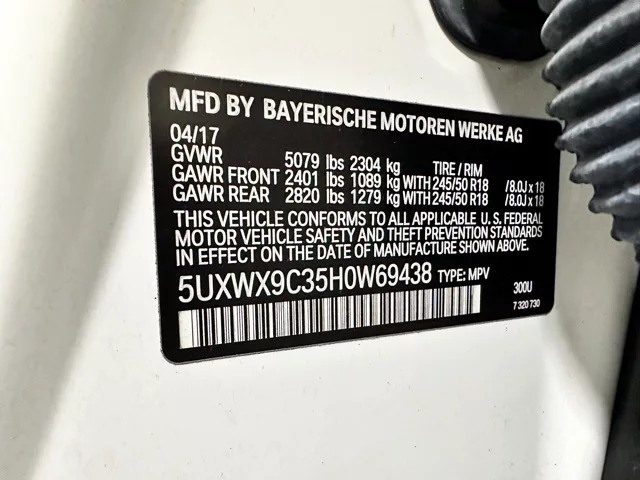 MFD BY BAYERISCHE MOTOREN WERKE AG
04/17
GVWR 5079 lbs 2304 kg TIRE / RIM
GAWR FRONT 2401 lbs 1089 kg WITH 245/50 R18 /8.0J x 18
GAWR REAR 2820 lbs 1279 kg WITH 245/50 R18 /8.0J x 18
THIS VEHICLE CONFORMS TO ALL APPLICABLE U.S. FEDERAL
MOTOR VEHICLE SAFETY AND THEFT PREVENTION STANDARDS
IN EFFECT ON THE DATE OF MANUFACTURE SHOWN ABOVE.
5UXWX9C35H0W69438 TYPE: MPV 300U
7 320 730